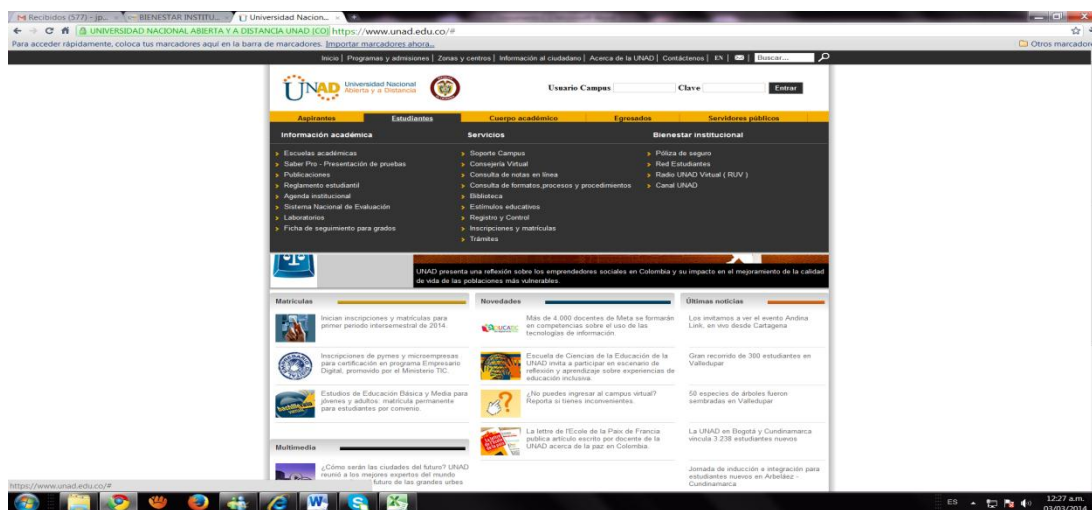 Recibidos (577) - jp...
BIENESTAR INSTITU...
Universidad Nacion...
UNIVERSIDAD NACIONAL ABIERTA Y A DISTANCIA UNAD [CO] https://www.unad.edu.co/#
Para acceder rápidamente, coloca tus marcadores aquí en la barra de marcadores. Importar marcadores ahora...
Otros marcadore
Inicio | Programas y admisiones | Zonas y centros | Información al ciudadano | Acerca de la UNAD | Contáctenos | EN | Buscar...
UNAD Universidad Nacional
Abierta y a Distancia
Usuario Campus Clave Entrar
Aspirantes Estudiantes Cuerpo académico Egresados Servidores públicos
Información académica
Escuelas académicas
Saber Pro - Presentación de pruebas
Publicaciones
Reglamento estudiantil
Agenda institucional
Sistema Nacional de Evaluación
Laboratorios
Ficha de seguimiento para grados
Servicios
Soporte Campus
Consejería Virtual
Consulta de notas en línea
Consulta de formatos,procesos y procedimientos
Biblioteca
Estímulos educativos
Registro y Control
Inscripciones y matrículas
Trámites
Bienestar institucional
Póliza de seguro
Red Estudiantes
Radio UNAD Virtual ( RUV )
Canal UNAD
UNAD presenta una reflexión sobre los emprendedores sociales en Colombia y su impacto en el mejoramiento de la calidad
de vida de las poblaciones más vulnerables.
Matrículas
Inician inscripciones y matrículas para
primer periodo intersemestral de 2014.
Inscripciones de pymes y microempresas
para certificación en programa Empresario
Digital, promovido por el Ministerio TIC.
Estudios de Educación Básica y Media para
jóvenes y adultos: matrícula permanente
para estudiantes por convenio.
Multimedia
¿Cómo serán las ciudades del futuro? UNAD
reunió a los mejores expertos del mundo
futuro de las grandes urbes
Novedades
Más de 4.000 docentes de Meta se formarán
en competencias sobre el uso de las
tecnologías de información.
Escuela de Ciencias de la Educación de la
UNAD invita a participar en escenario de
reflexión y aprendizaje sobre experiencias de
educación inclusiva.
¿No puedes ingresar al campus virtual?
Reporta si tienes inconvenientes.
La lettre de l'Ecole de la Paix de Francia
publica artículo escrito por docente de la
UNAD acerca de la paz en Colombia.
Últimas noticias
Los invitamos a ver el evento Andina
Link, en vivo desde Cartagena
Gran recorrido de 300 estudiantes en
Valledupar
50 especies de árboles fueron
sembradas en Valledupar
La UNAD en Bogotá y Cundinamarca
vincula 3.238 estudiantes nuevos
Jornada de inducción e integración para
estudiantes nuevos en Arbeláez -
Cundinamarca
https://www.unad.edu.co/#
ES
12:27 a.m.
03/03/2014